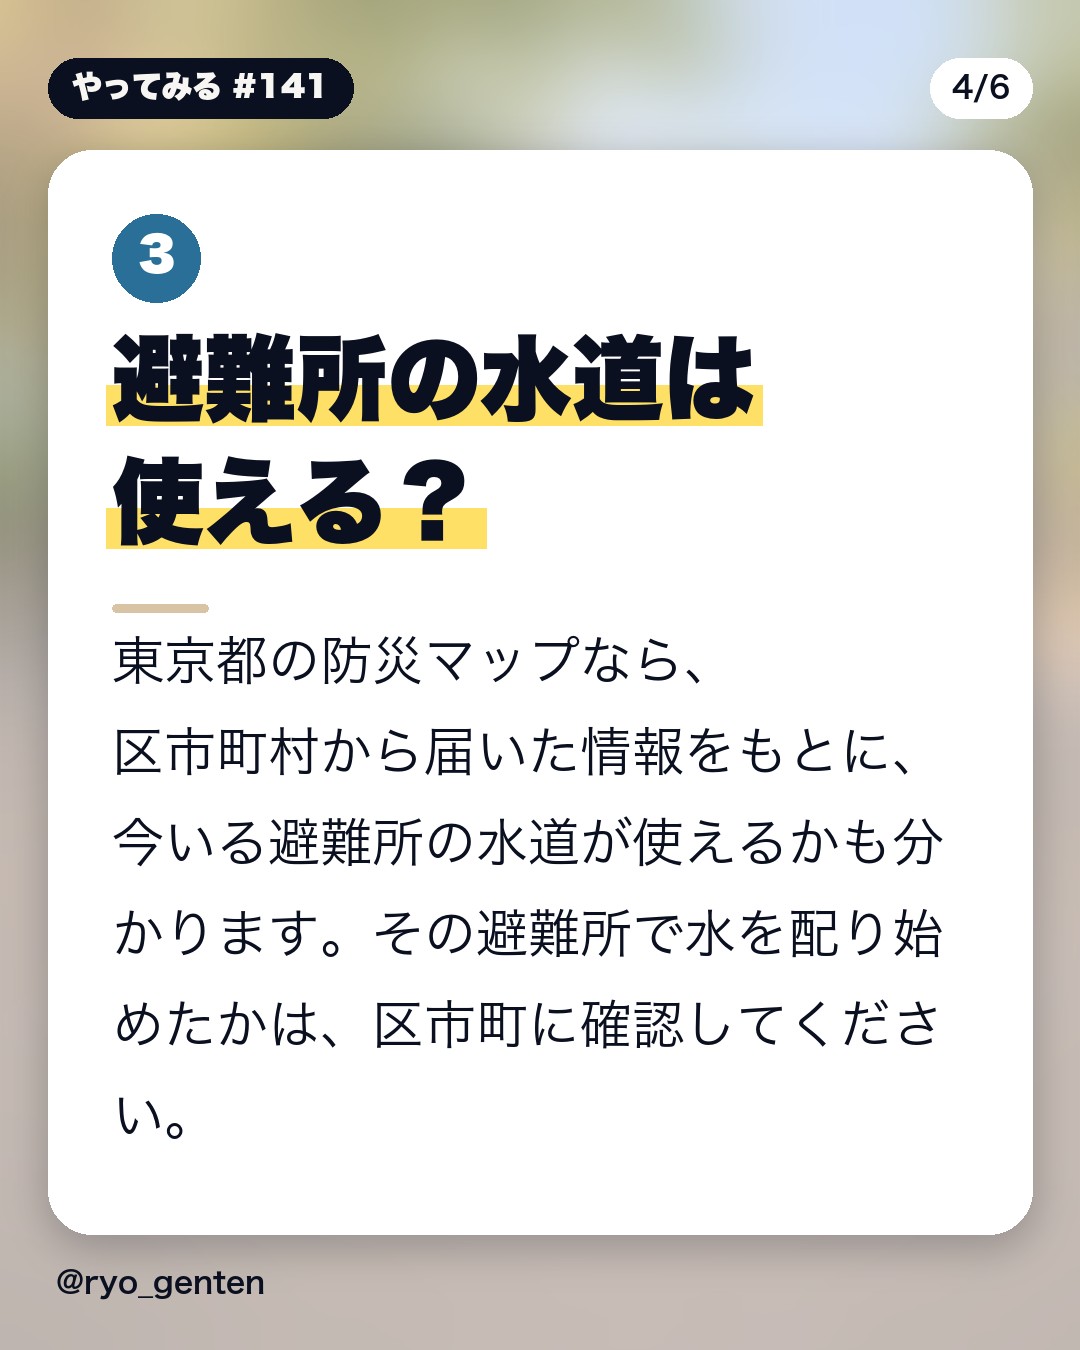 やってみる #141
4/6
3
避難所の水道は
使える？
東京都の防災マップなら、
区市町村から届いた情報をもとに、
今いる避難所の水道が使えるかも分
かります。その避難所で水を配り始
めたかは、区市町に確認してくださ
い。
@ryo_genten